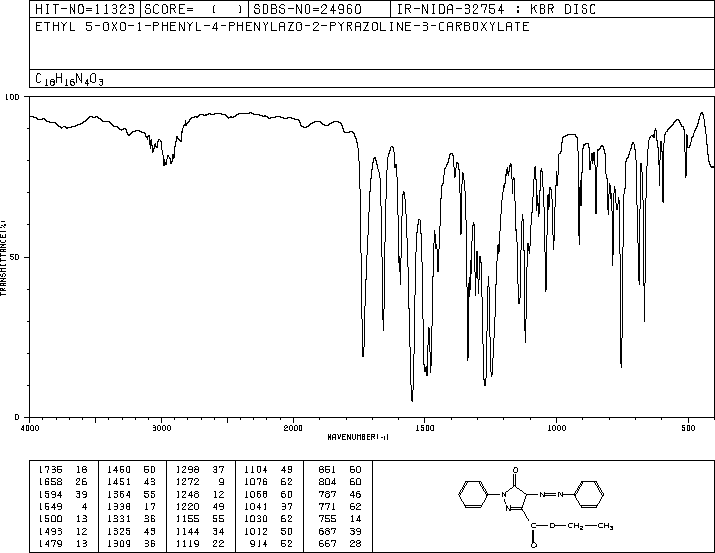 HIT-NO=11323 SCORE= ( ) SDBS-NO=24960 IR-NIDA-32754 : KBR DISC
ETHYL 5-OXO-1-PHENYL-4-PHENYLAZO-2-PYRAZOLINE-3-CARBOXYLATE
C18H16N4O3
100
50
0
TRANSMITTANCE(%)
4000 3000 2000 1500 1000 500
WAVENUMBER(-1)
1735 18 1460 50 1298 37 1104 49 851 60
1658 26 1451 43 1272 9 1076 62 804 60
1594 39 1364 55 1248 12 1068 60 787 46
1549 4 1338 17 1220 49 1041 37 771 62
1500 13 1331 36 1155 55 1030 62 755 14
1493 12 1325 49 1144 34 1012 50 687 39
1479 13 1309 36 1119 22 914 52 667 28
O
N N=N
N
C—O—CH2—CH3
O